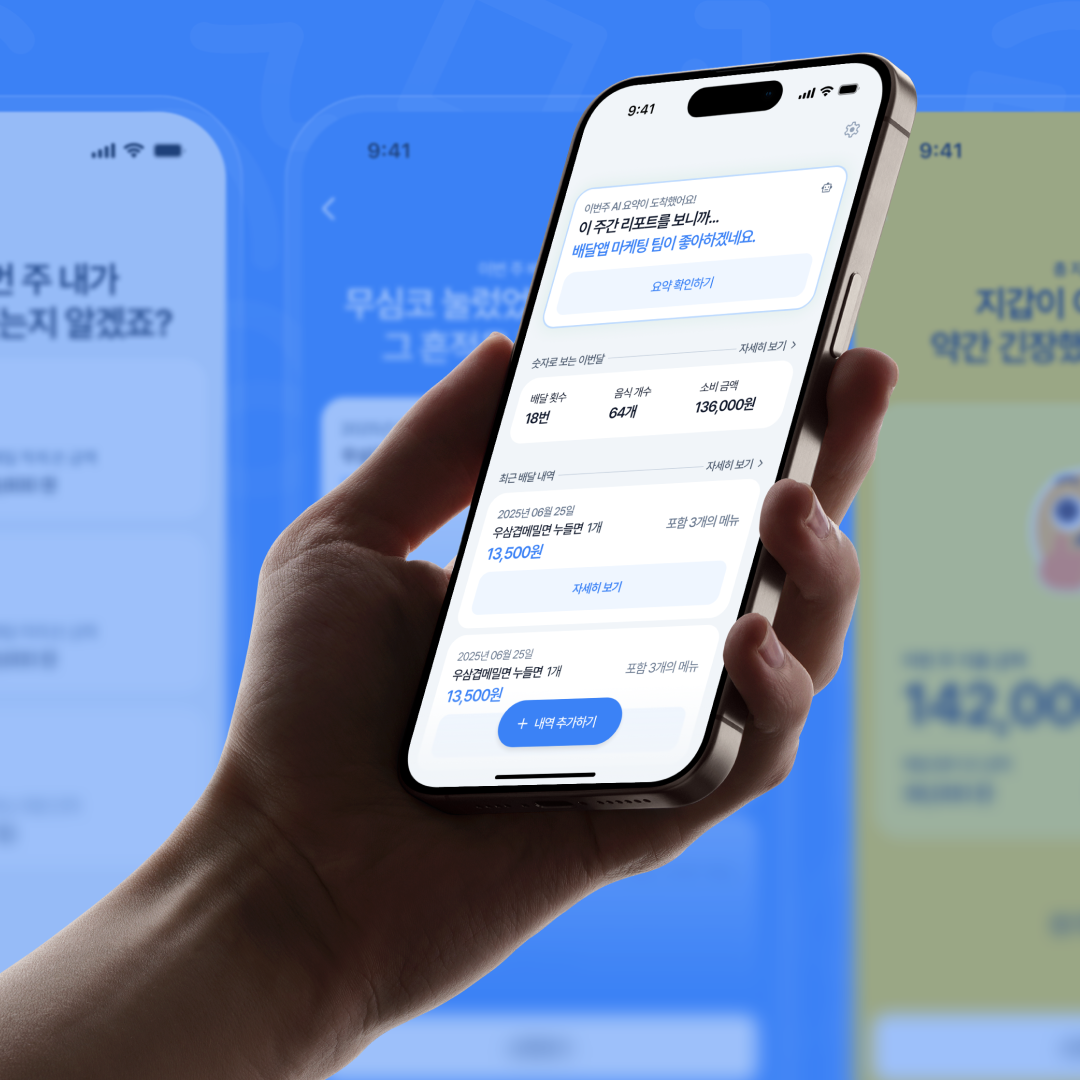 9:41
이번주 AI 요약이 도착했어요!
이 주간 리포트를 보니까...
배달앱 마케팅 팀이 좋아하겠네요.
요약 확인하기
숫자로 보는 이번달
자세히 보기
배달 횟수
음식 개수
소비 금액
18번
64개
136,000원
최근 배달 내역
자세히 보기
2025년 06월 25일
우삼겹메밀면 누들면 1개
포함 3개의 메뉴
13,500원
자세히 보기
2025년 06월 25일
우삼겹메밀면 누들면 1개
포함 3개의 메뉴
13,500원
+ 내역 추가하기
주 내가
는지 알겠죠?
9:41
무심코 눌렀
그 흔적
9:41
지갑이
약간 긴장했
142,00